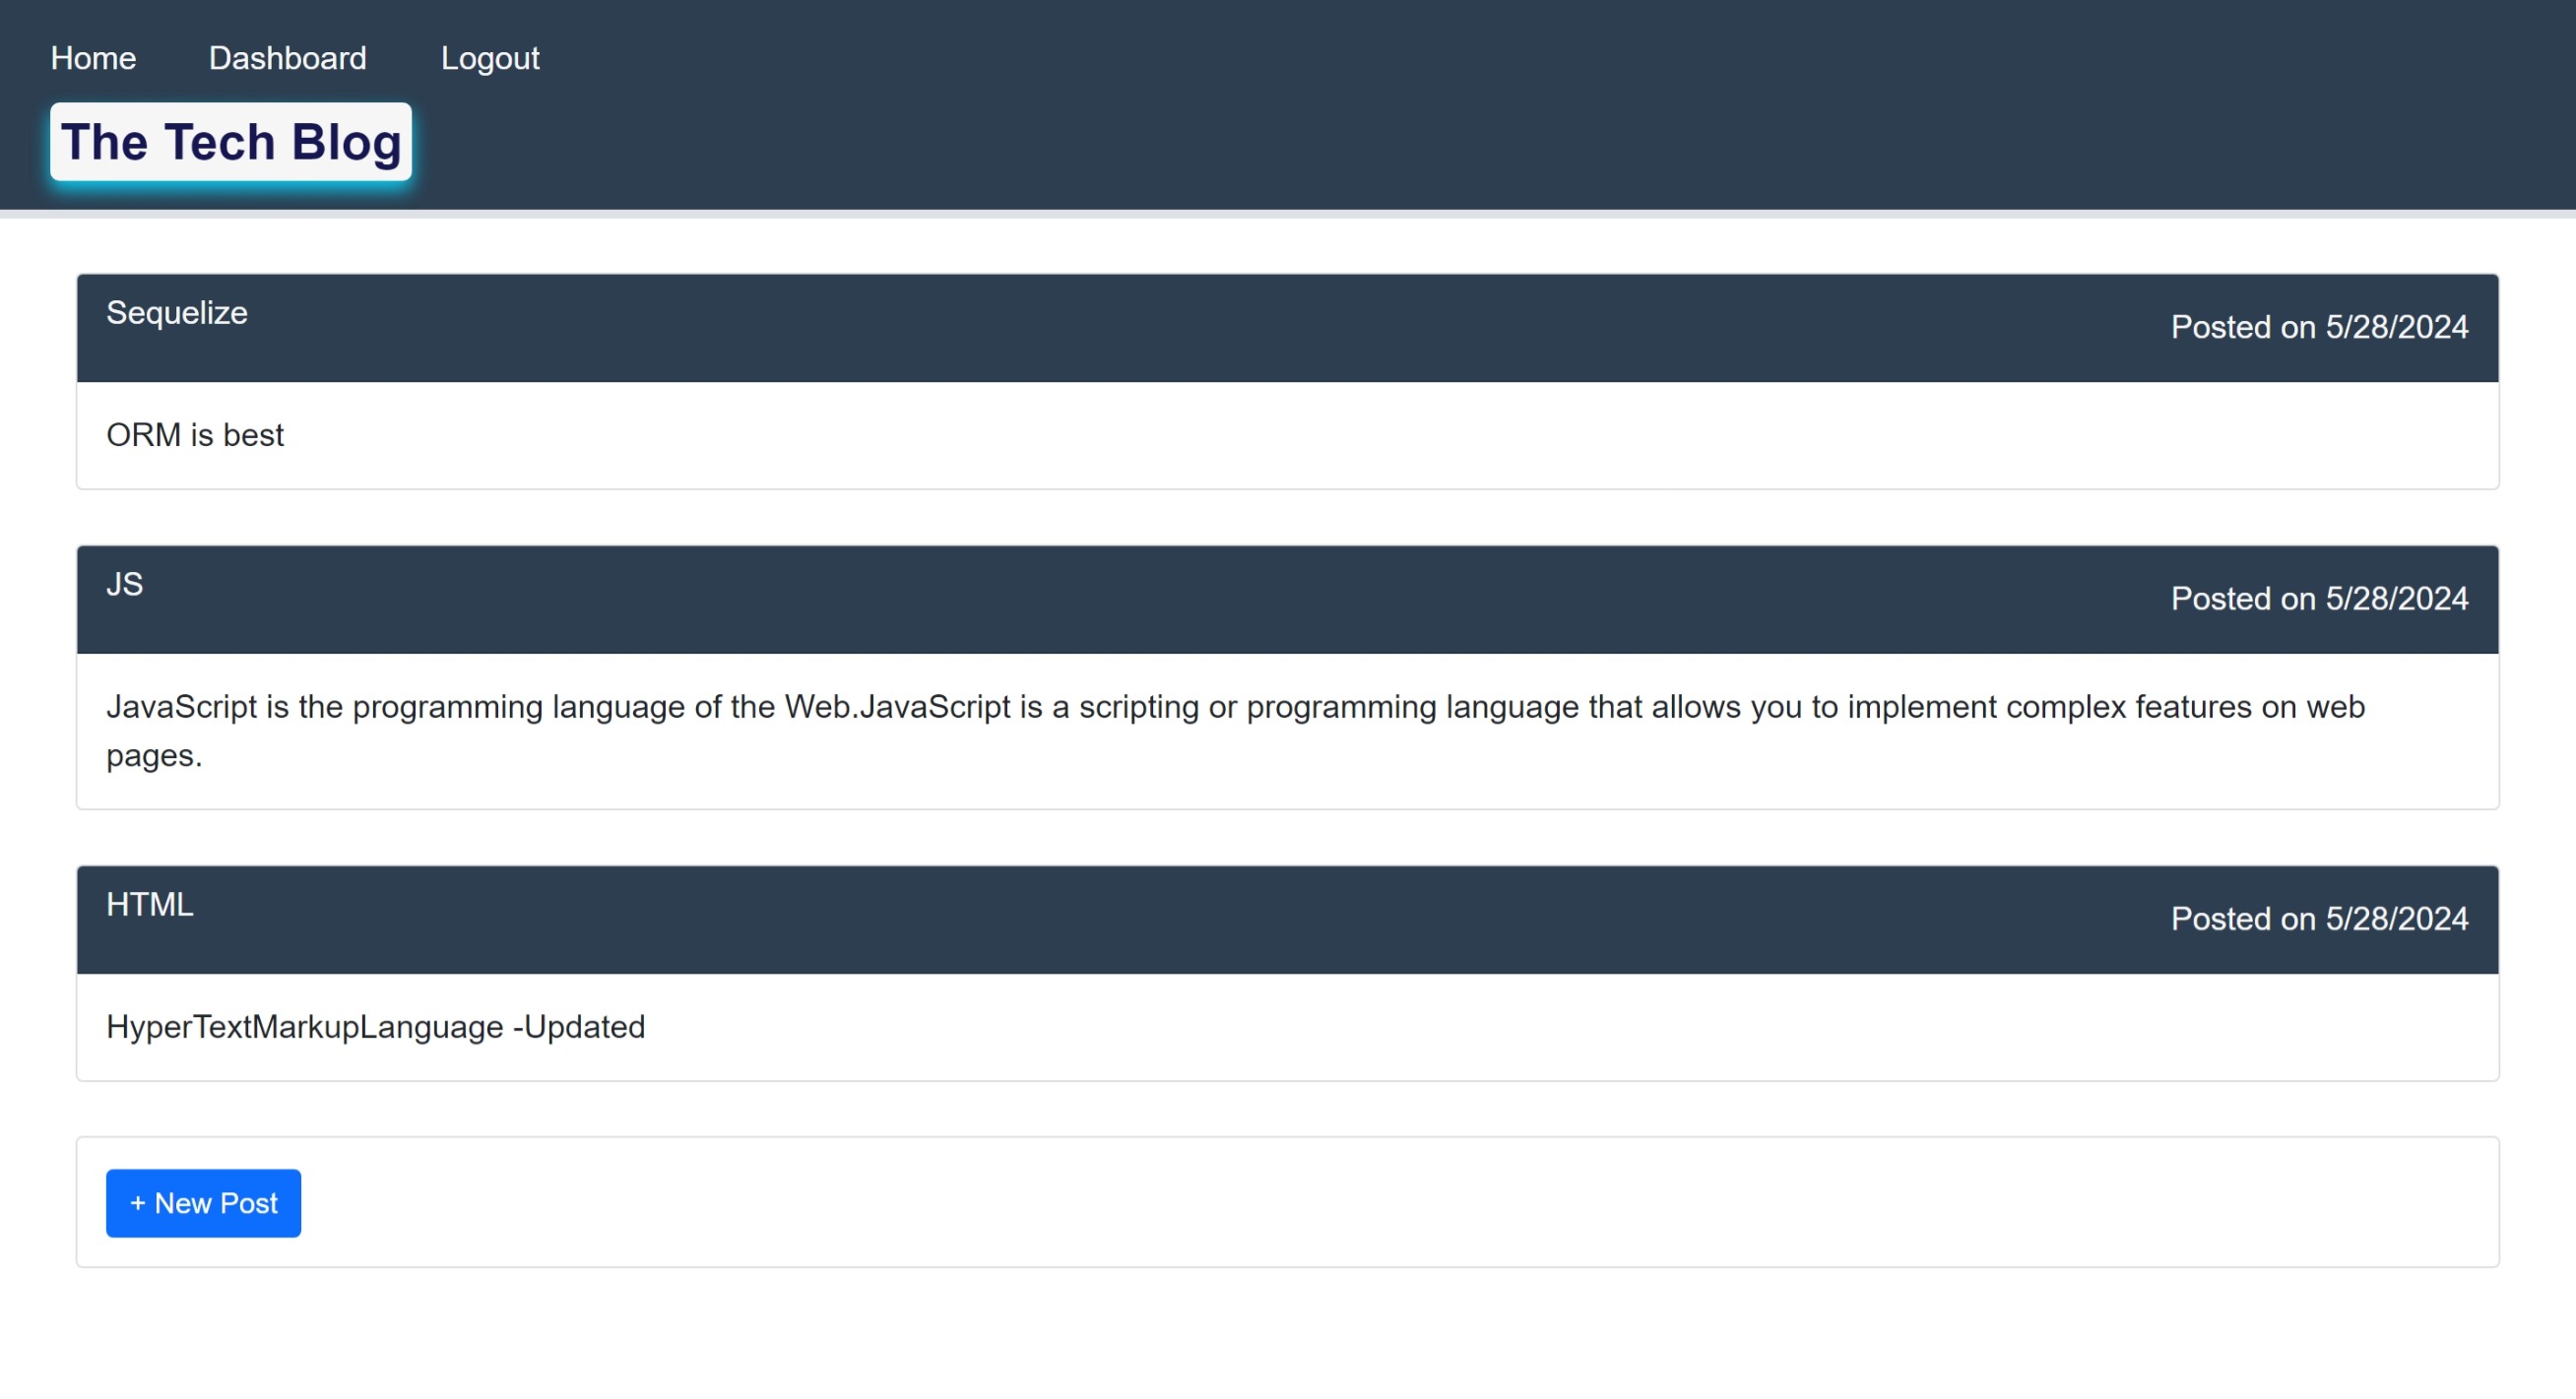 Home Dashboard Logout
The Tech Blog
Sequelize
Posted on 5/28/2024
ORM is best
JS
Posted on 5/28/2024
JavaScript is the programming language of the Web.JavaScript is a scripting or programming language that allows you to implement complex features on web
pages.
HTML
Posted on 5/28/2024
HyperTextMarkupLanguage -Updated
+ New Post